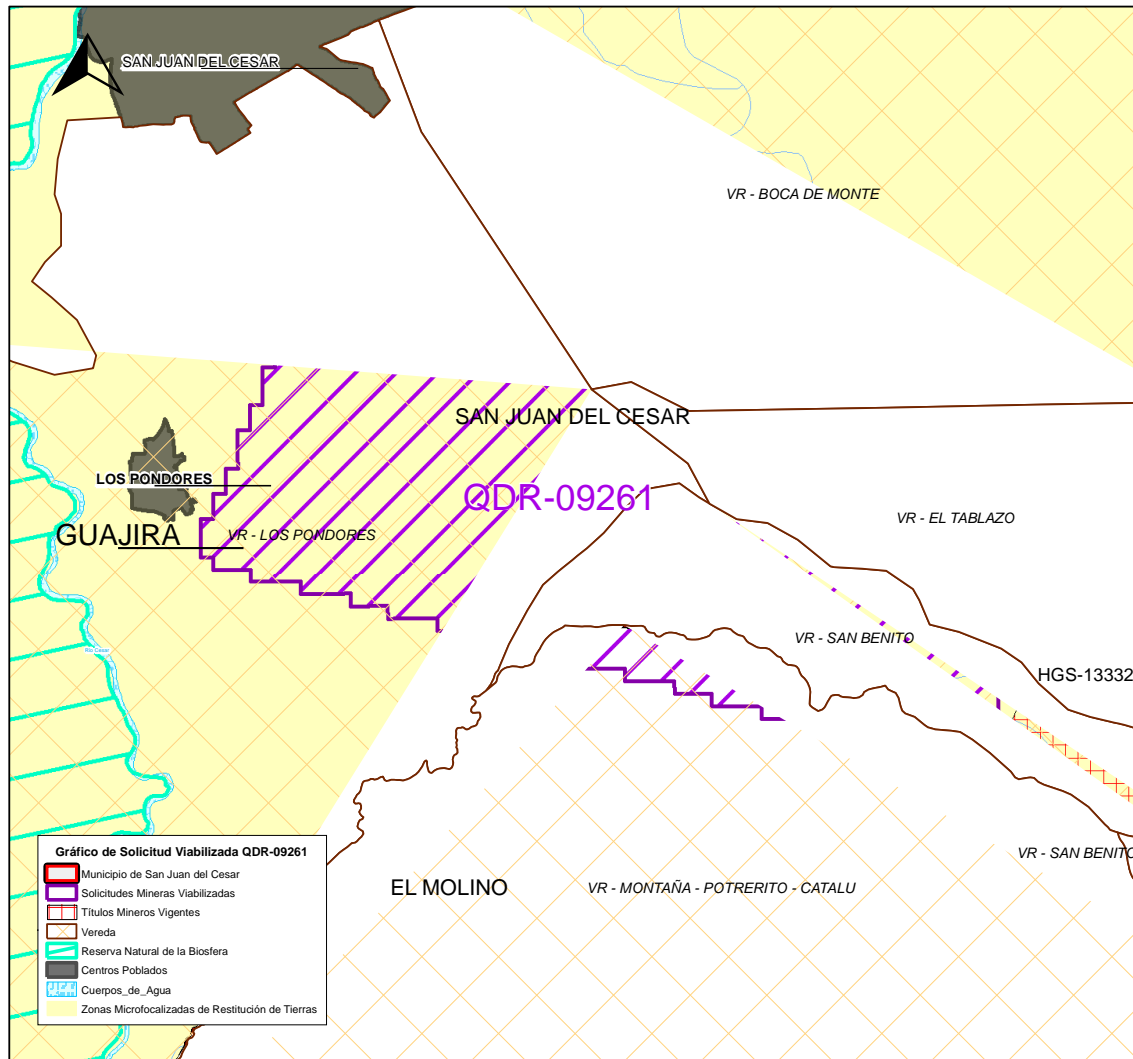 SAN JUAN DEL CESAR
VR - BOCA DE MONTE
SAN JUAN DEL CESAR
LOS PONDORES
QDR-09261
GUAJIRA
VR - LOS PONDORES
VR - EL TABLAZO
VR - SAN BENITO
Río Cesar
HGS-13332
VR - SAN BENITO
EL MOLINO
VR - MONTAÑA - POTRERITO - CATALU
Gráfico de Solicitud Viabilizada QDR-09261
Municipio de San Juan del Cesar
Solicitudes Mineras Viabilizadas
Títulos Mineros Vigentes
Vereda
Reserva Natural de la Biosfera
Centros Poblados
Cuerpos_de_Agua
Zonas Microfocalizadas de Restitución de Tierras